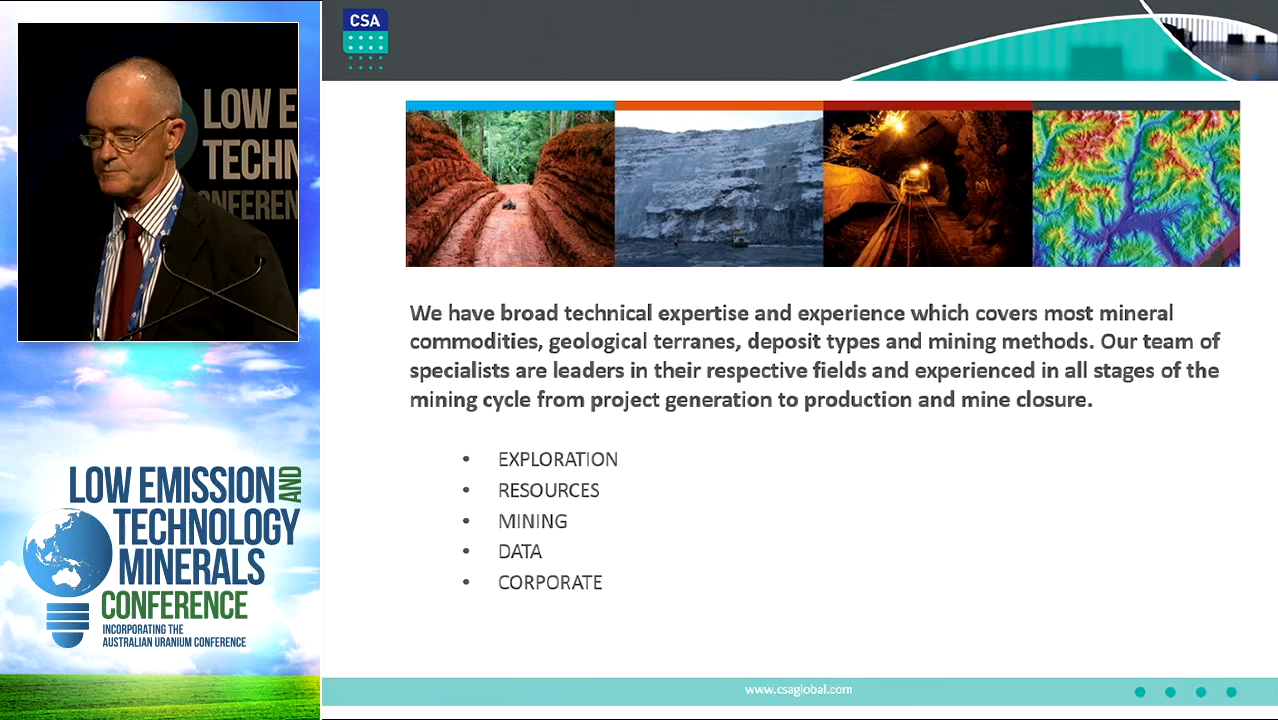 LOW E
TECHN
ONFEREN
LOW EMISSION AND
TECHNOLOGY
MINERALS
CONFERENCE
INCORPORATING THE
AUSTRALIAN URANIUM CONFERENCE
CSA
We have broad technical expertise and experience which covers most mineral
commodities, geological terranes, deposit types and mining methods. Our team of
specialists are leaders in their respective fields and experienced in all stages of the
mining cycle from project generation to production and mine closure.
• EXPLORATION
• RESOURCES
• MINING
• DATA
• CORPORATE
www.csaglobal.com